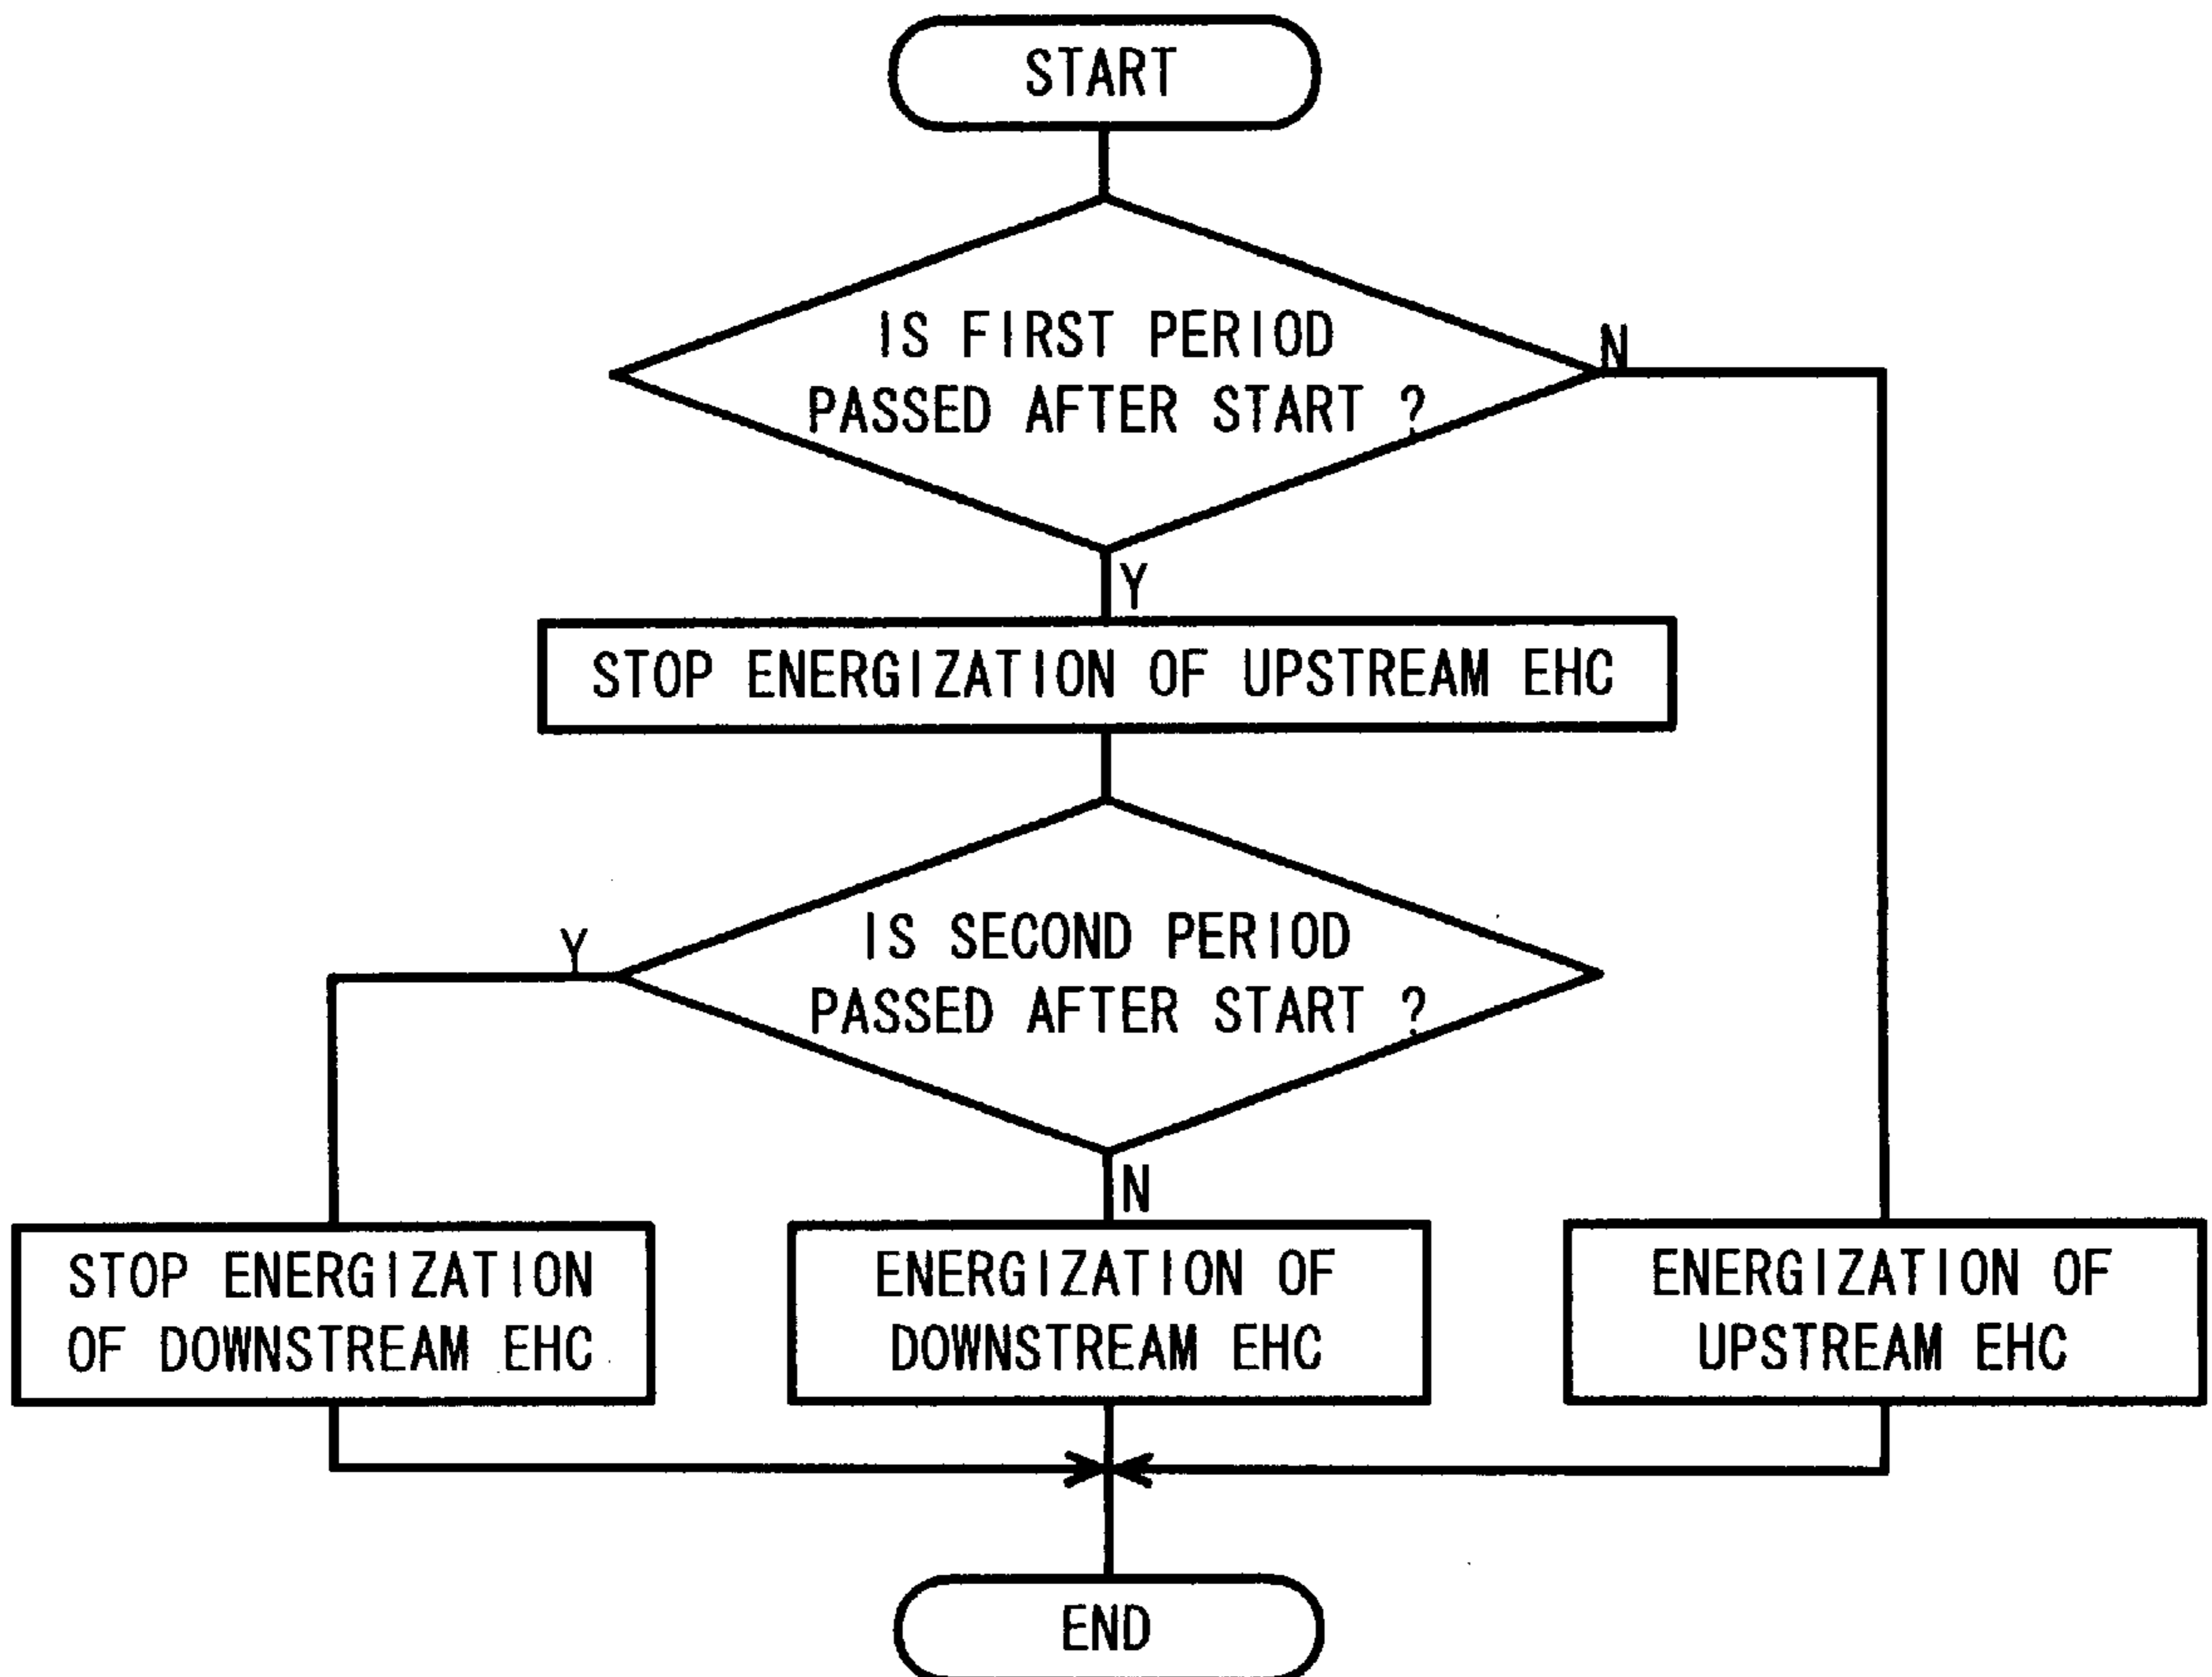 START
IS FIRST PERIOD
PASSED AFTER START ?
N
Y
STOP ENERGIZATION OF UPSTREAM EHC
IS SECOND PERIOD
PASSED AFTER START ?
Y
N
STOP ENERGIZATION
OF DOWNSTREAM EHC
ENERGIZATION OF
DOWNSTREAM EHC
ENERGIZATION OF
UPSTREAM EHC
END